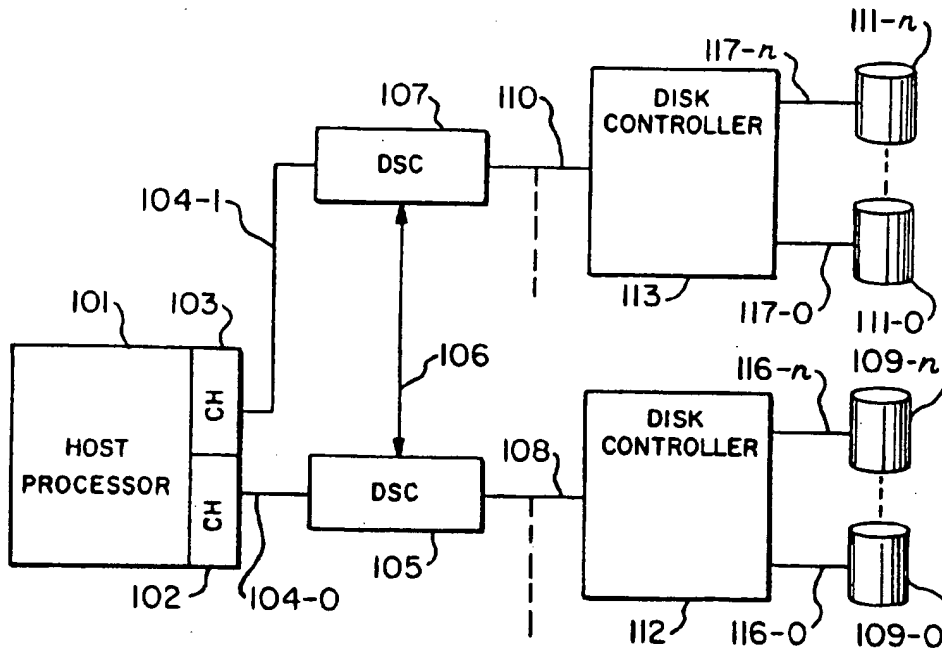 111-n
117-n
107
110
DISK
CONTROLLER
DSC
104-1
113
117-0
111-0
101
103
106
116-n
109-n
CH
HOST
PROCESSOR
CH
DISK
CONTROLLER
108
DSC
102
104-0
105
112
116-0
109-0